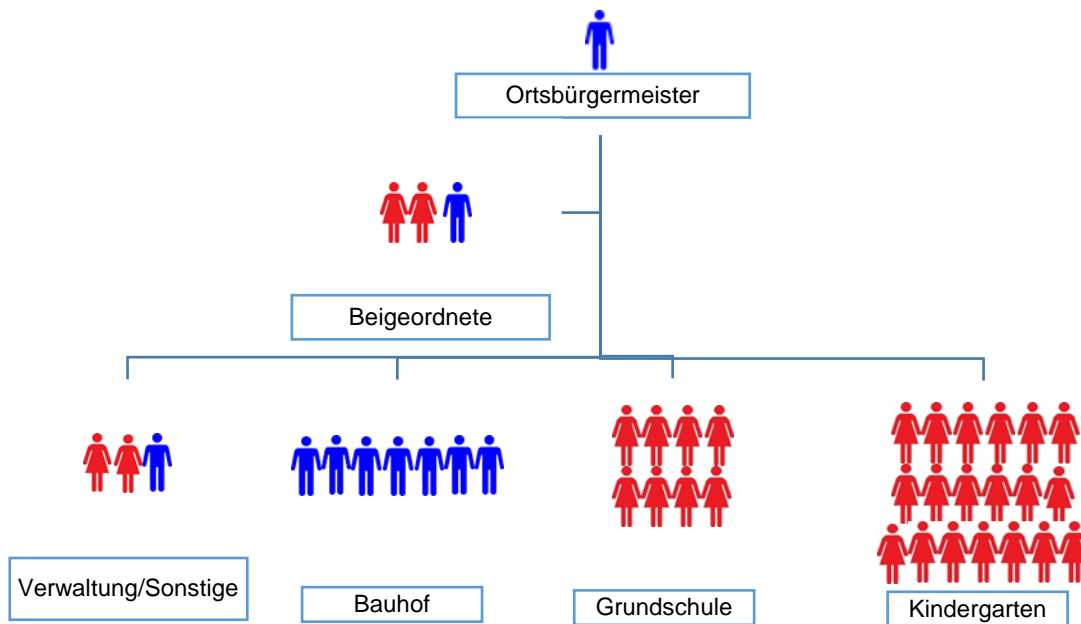 Ortsbürgermeister
Beigeordnete
Verwaltung/Sonstige
Bauhof
Grundschule
Kindergarten